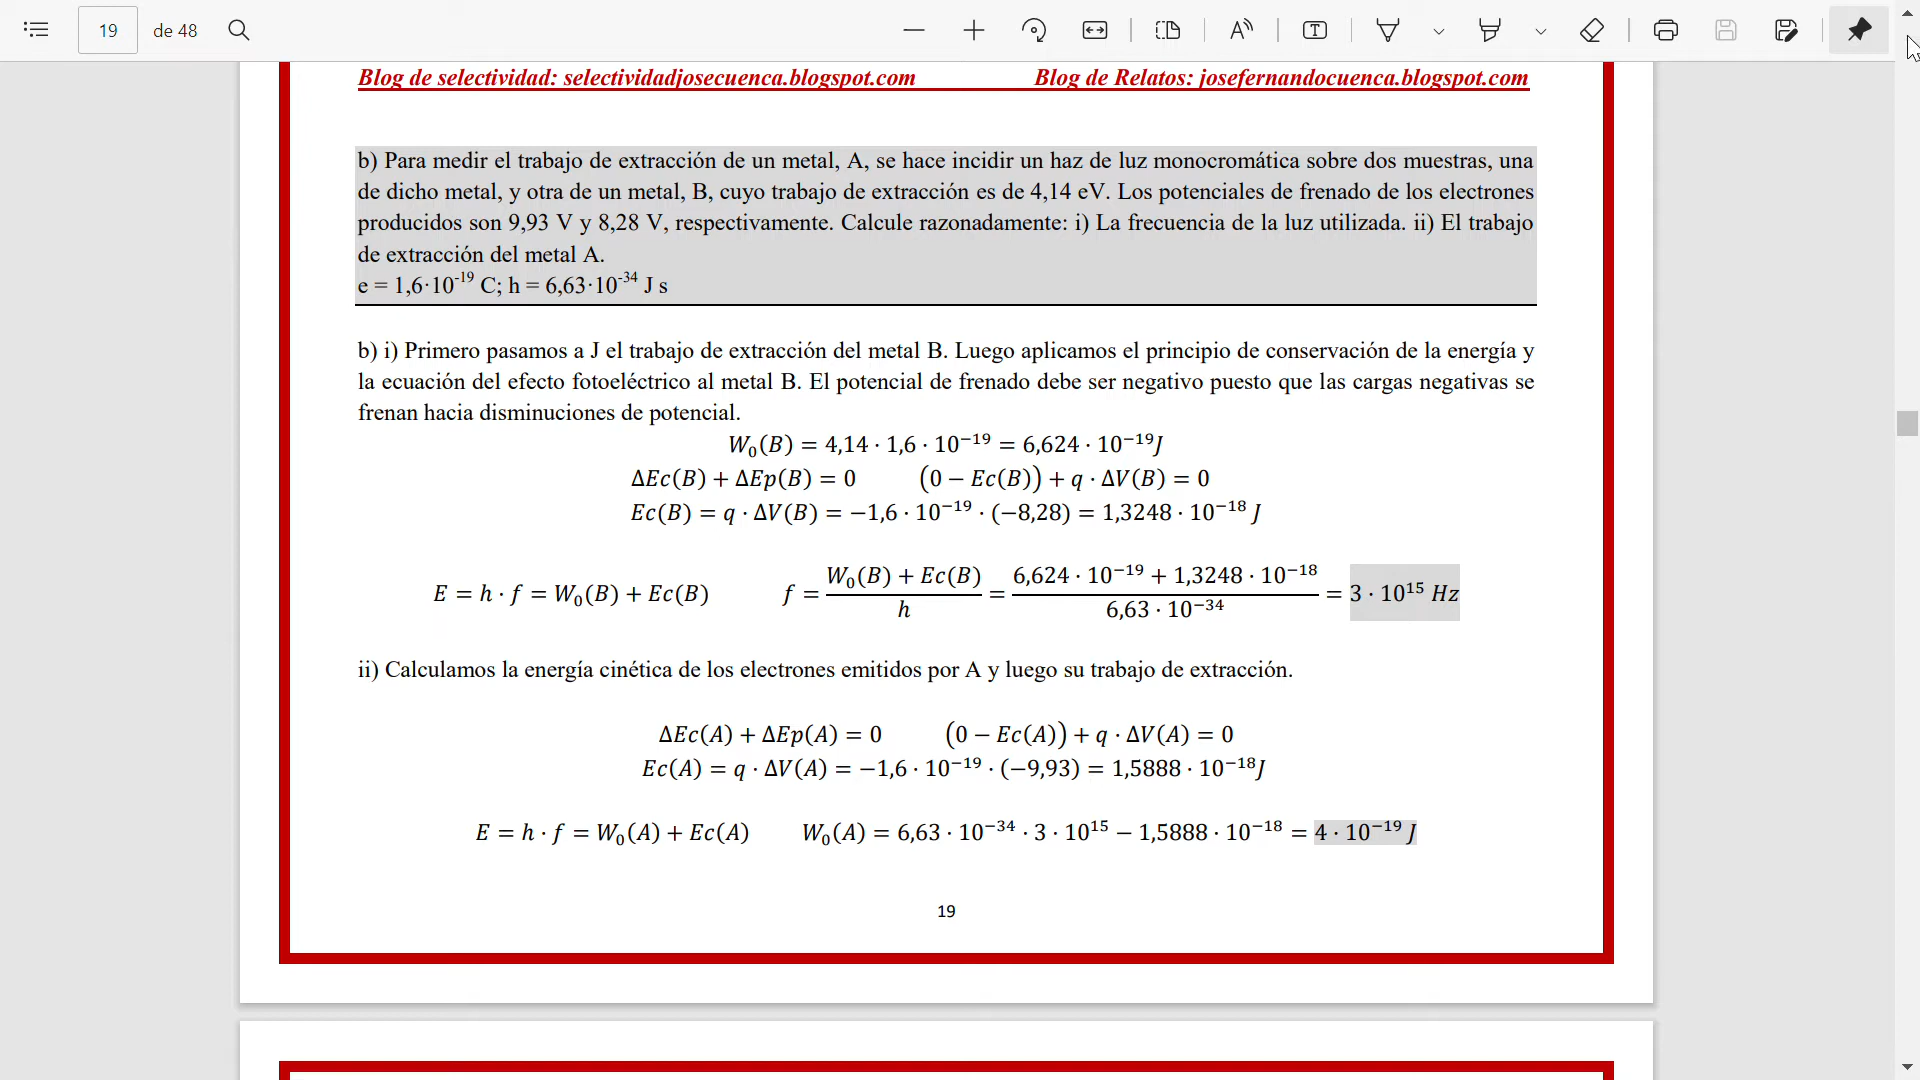 19 de 48
Blog de selectividad: selectividadjosecuenca.blogspot.com Blog de Relatos: josefernandocuenca.blogspot.com
b) Para medir el trabajo de extracción de un metal, A, se hace incidir un haz de luz monocromática sobre dos muestras, una
de dicho metal, y otra de un metal, B, cuyo trabajo de extracción es de 4,14 eV. Los potenciales de frenado de los electrones
producidos son 9,93 V y 8,28 V, respectivamente. Calcule razonadamente: i) La frecuencia de la luz utilizada. ii) El trabajo
de extracción del metal A.
e = 1,6·10⁻¹⁹ C; h = 6,63·10⁻³⁴ J s
b) i) Primero pasamos a J el trabajo de extracción del metal B. Luego aplicamos el principio de conservación de la energía y
la ecuación del efecto fotoeléctrico al metal B. El potencial de frenado debe ser negativo puesto que las cargas negativas se
frenan hacia disminuciones de potencial.
W₀(B) = 4,14 · 1,6 · 10⁻¹⁹ = 6,624 · 10⁻¹⁹J
ΔEc(B) + ΔEp(B) = 0 (0 − Ec(B)) + q · ΔV(B) = 0
Ec(B) = q · ΔV(B) = −1,6 · 10⁻¹⁹ · (−8,28) = 1,3248 · 10⁻¹⁸ J
E = h · f = W₀(B) + Ec(B) f = (W₀(B) + Ec(B)) / h = (6,624 · 10⁻¹⁹ + 1,3248 · 10⁻¹⁸) / (6,63 · 10⁻³⁴) = 3 · 10¹⁵ Hz
ii) Calculamos la energía cinética de los electrones emitidos por A y luego su trabajo de extracción.
ΔEc(A) + ΔEp(A) = 0 (0 − Ec(A)) + q · ΔV(A) = 0
Ec(A) = q · ΔV(A) = −1,6 · 10⁻¹⁹ · (−9,93) = 1,5888 · 10⁻¹⁸J
E = h · f = W₀(A) + Ec(A) W₀(A) = 6,63 · 10⁻³⁴ · 3 · 10¹⁵ − 1,5888 · 10⁻¹⁸ = 4 · 10⁻¹⁹ J
19